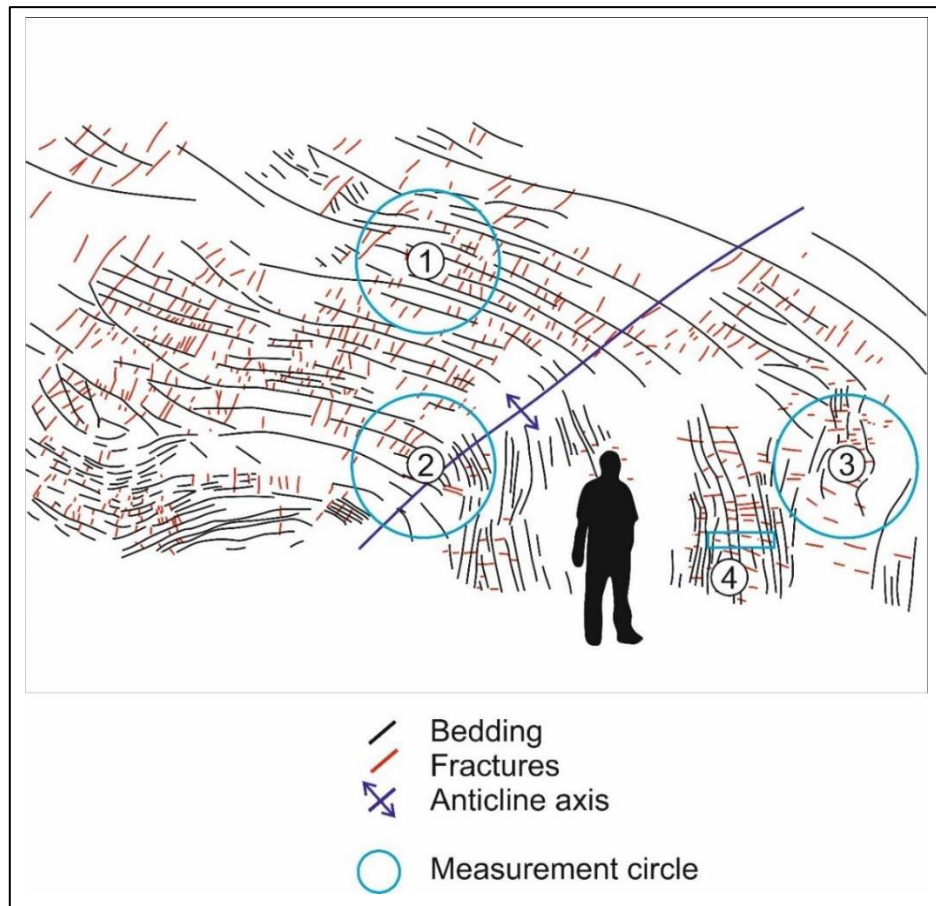 1
2
3
4
Bedding
Fractures
Anticline axis
Measurement circle